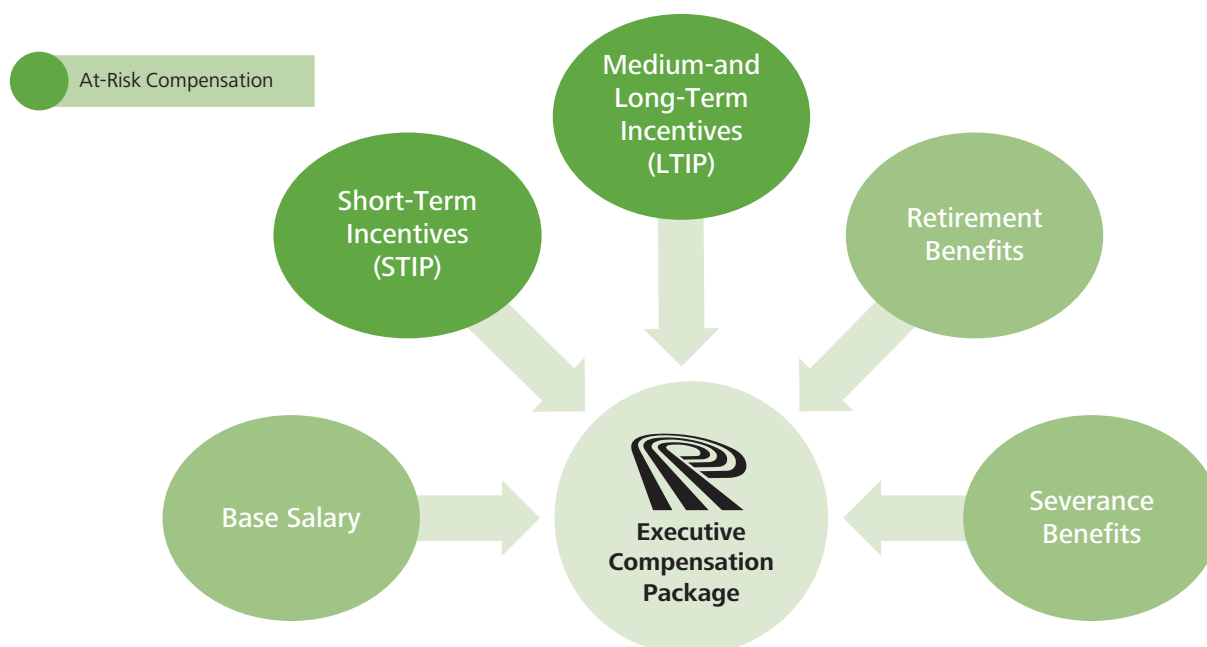 At-Risk Compensation
Medium-and
Long-Term
Incentives
(LTIP)
Short-Term
Incentives
(STIP)
Retirement
Benefits
Base Salary
Executive
Compensation
Package
Severance
Benefits